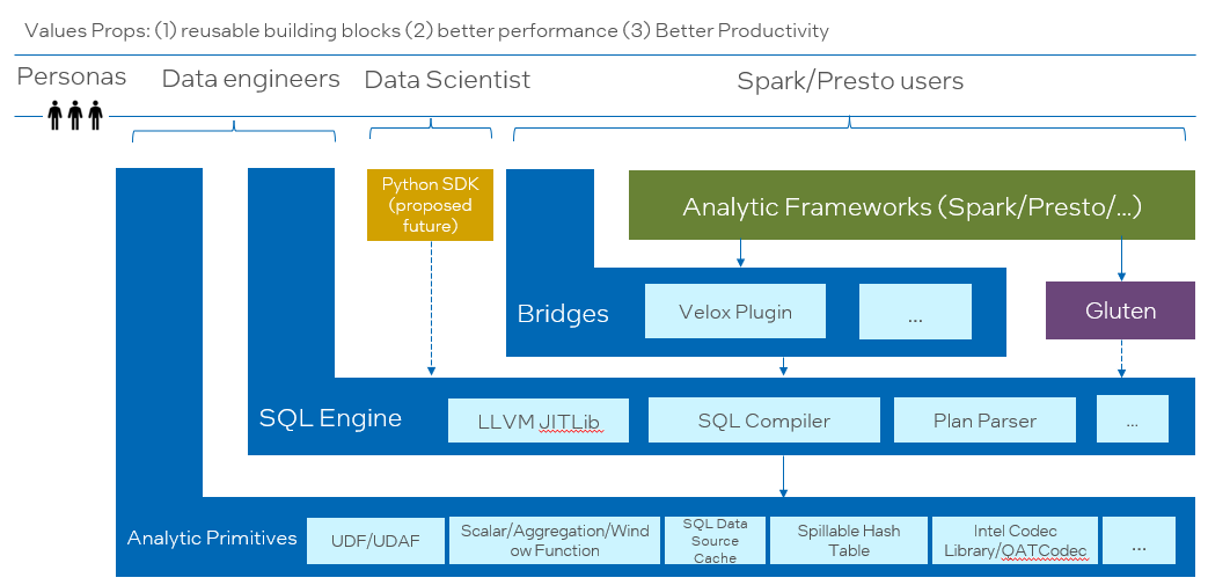 Values Props: (1) reusable building blocks (2) better performance (3) Better Productivity
Personas
Data engineers
Data Scientist
Spark/Presto users
Python SDK
(proposed
future)
Analytic Frameworks (Spark/Presto/...)
Bridges
Velox Plugin
...
Gluten
SQL Engine
LLVM JITLib
SQL Compiler
Plan Parser
...
Analytic Primitives
UDF/UDAF
Scalar/Aggregation/Wind
ow Function
SQL Data
Source
Cache
Spillable Hash
Table
Intel Codec
Library/QATCodec
...